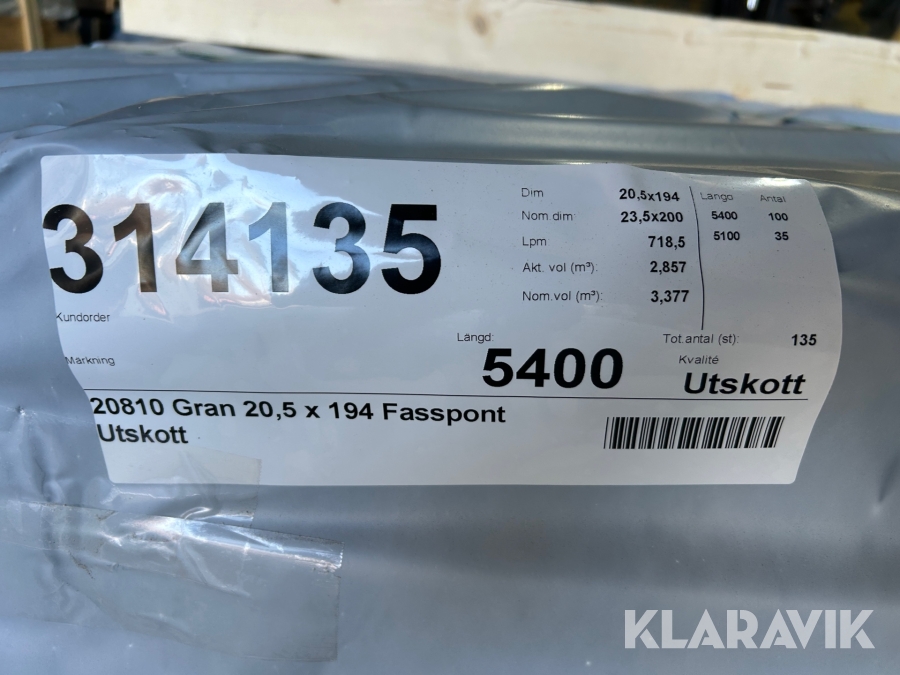 314135
Kundorder
Märkning
Dim 20,5x194
Nom dim: 23,5x200
Lpm 718,5
Akt. vol (m³): 2,857
Nom.vol (m³): 3,377
Längd Antal
5400 100
5100 35
Längd: 5400
Tot.antal (st): 135
Kvalité
Utskott
20810 Gran 20,5 x 194 Fasspont
Utskott
KLARAVIK